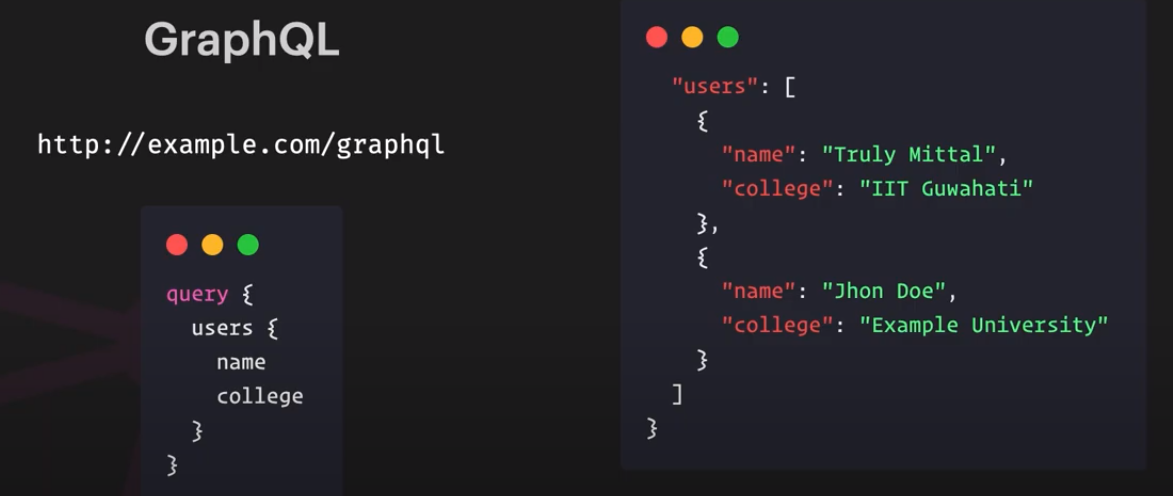 GraphQL
http://example.com/graphql
query {
  users {
    name
    college
  }
}
"users": [
  {
    "name": "Truly Mittal",
    "college": "IIT Guwahati"
  },
  {
    "name": "Jhon Doe",
    "college": "Example University"
  }
]
}